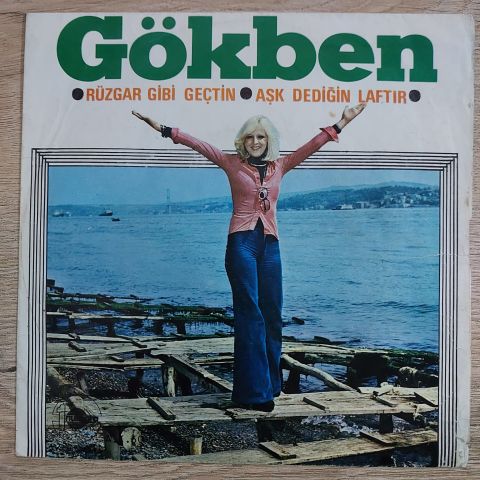 Gökben
●RÜZGAR GİBİ GEÇTİN●AŞK DEDİĞİN LAFTIR●